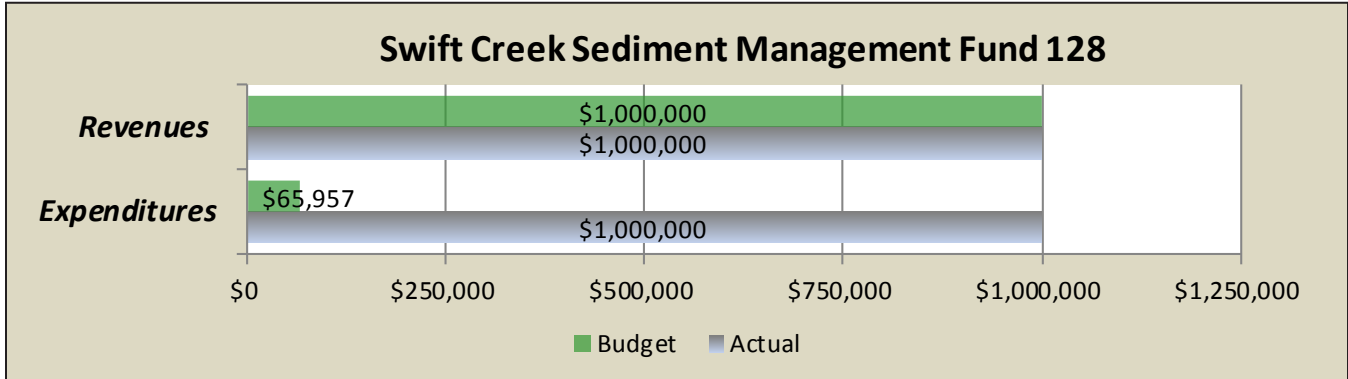 Swift Creek Sediment Management Fund 128
Revenues
$1,000,000
$1,000,000
Expenditures
$65,957
$1,000,000
$0 $250,000 $500,000 $750,000 $1,000,000 $1,250,000
Budget Actual